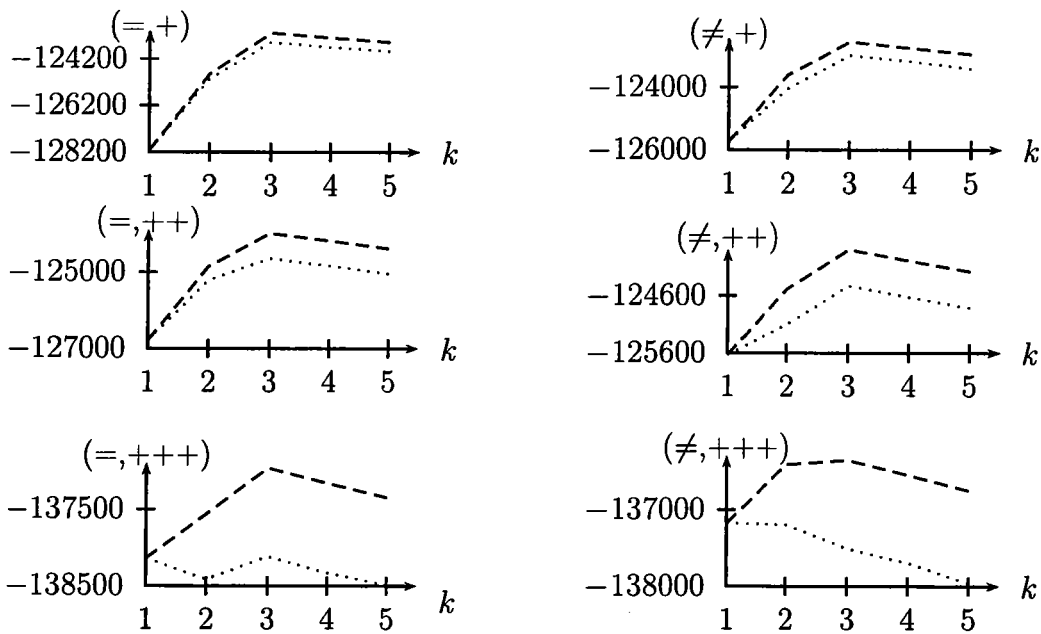 (=,+)
−124200
−126200
−128200
k
1 2 3 4 5
(≠,+)
−124000
−126000
k
1 2 3 4 5
(=,++)
−125000
−127000
k
1 2 3 4 5
(≠,++)
−124600
−125600
k
1 2 3 4 5
(=,+++)
−137500
−138500
k
1 2 3 4 5
(≠,+++)
−137000
−138000
k
1 2 3 4 5